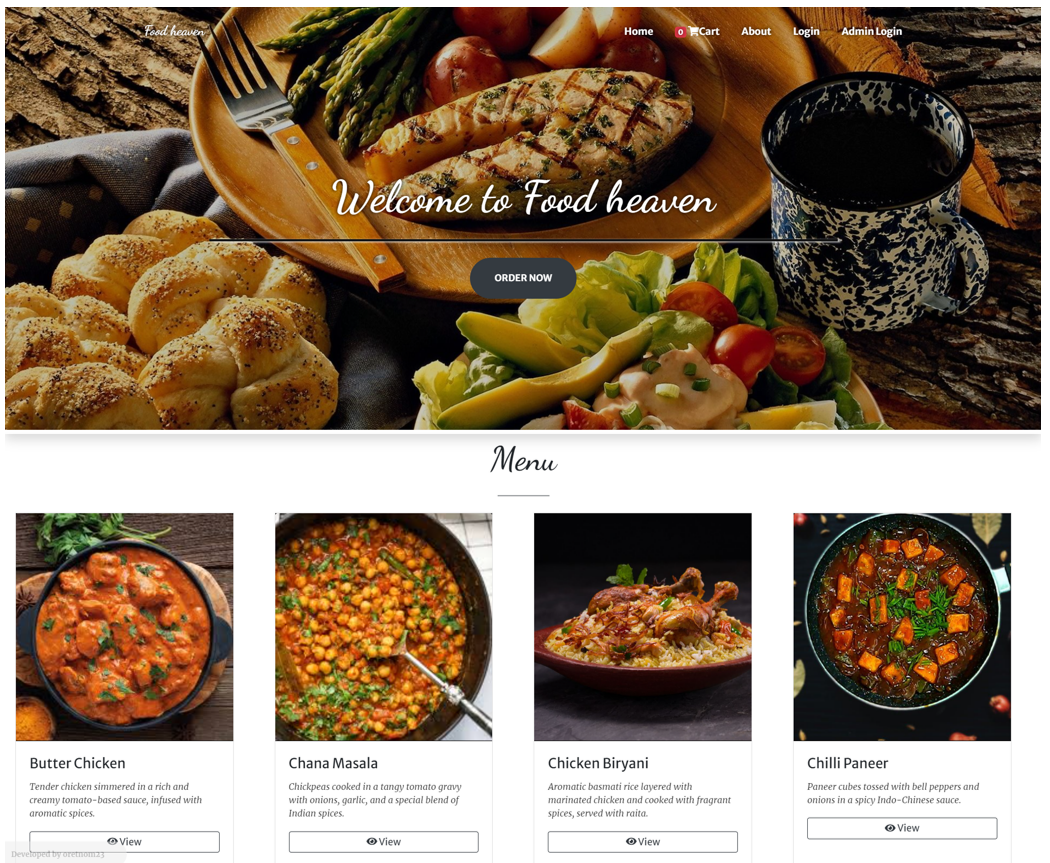 Food heaven
Home 0 Cart About Login Admin Login
Welcome to Food heaven
ORDER NOW
Menu
Butter Chicken
Tender chicken simmered in a rich and
creamy tomato-based sauce, infused with
aromatic spices.
View
Chana Masala
Chickpeas cooked in a tangy tomato gravy
with onions, garlic, and a special blend of
Indian spices.
View
Chicken Biryani
Aromatic basmati rice layered with
marinated chicken and cooked with fragrant
spices, served with raita.
View
Chilli Paneer
Paneer cubes tossed with bell peppers and
onions in a spicy Indo-Chinese sauce.
View
Developed by oretnom23